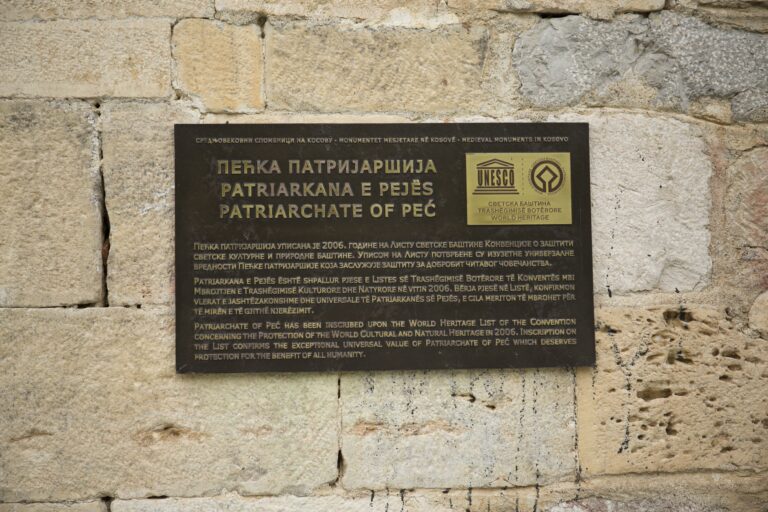 СРЕДЊОВЕКОВНИ СПОМЕНИЦИ НА КОСОВУ - MONUMENTET MESJETARE NË KOSOVË - MEDIEVAL MONUMENTS IN KOSOVO
ПЕЋКА ПАТРИЈАРШИЈА
PATRIARKANA E PEJËS
PATRIARCHATE OF PEĆ
UNESCO
СВЕТСКА БАШТИНА
TRASHËGIMISË BOTËRORE
WORLD HERITAGE
ПЕЋКА ПАТРИЈАРШИЈА УПИСАНА ЈЕ 2006. ГОДИНЕ НА ЛИСТУ СВЕТСКЕ БАШТИНЕ КОНВЕНЦИЈЕ О ЗАШТИТИ
СВЕТСКЕ КУЛТУРНЕ И ПРИРОДНЕ БАШТИНЕ. УПИСОМ НА ЛИСТУ ПОТВРЂЕНЕ СУ ИЗУЗЕТНЕ УНИВЕРЗАЛНЕ
ВРЕДНОСТИ ПЕЋКЕ ПАТРИЈАРШИЈЕ КОЈА ЗАСЛУЖУЈЕ ЗАШТИТУ ЗА ДОБРОБИТ ЧИТАВОГ ЧОВЕЧАНСТВА.
PATRIARKANA E PEJËS ËSHTË SHPALLUR PJESE E LISTES SË TRASHËGIMISË BOTËRORE TË KONVENTËS MBI
MBROJTJEN E TRASHËGIMISË KULTURORE DHE NATYRORE NË VITIN 2006. BËRJA PJESË NË LISTË, KONFIRMON
VLERAT E JASHTËZAKONSHME DHE UNIVERSALE TË PATRIARKANËS SË PEJËS, E CILA MERITON TË MBROHET PËR
TË MIRËN E TË GJITHË NJERËZIMIT.
PATRIARCHATE OF PEĆ HAS BEEN INSCRIBED UPON THE WORLD HERITAGE LIST OF THE CONVENTION
CONCERNING THE PROTECTION OF THE WORLD CULTURAL AND NATURAL HERITAGE IN 2006. INSCRIPTION ON
THE LIST CONFIRMS THE EXCEPTIONAL UNIVERSAL VALUE OF PATRIARCHATE OF PEĆ WHICH DESERVES
PROTECTION FOR THE BENEFIT OF ALL HUMANITY.